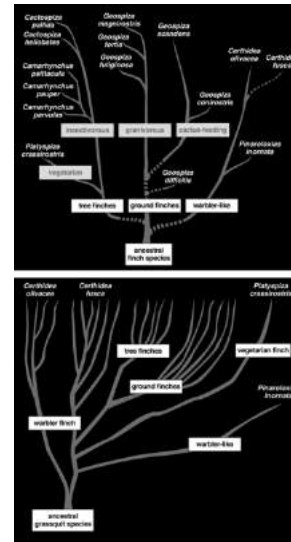 Cactospiza
pallida
Cactospiza
heliobates
Camarhynchus
psittacula
Camarhynchus
pauper
Camarhynchus
parvulus
Platyspiza
crassirostris
Geospiza
magnirostris
Geospiza
fortis
Geospiza
fuliginosa
Geospiza
scandens
Geospiza
conirostris
Geospiza
difficilis
Certhidea
olivacea
Certhidea
fusca
Pinaroloxias
inornata
insectivorous
granivorous
cactus-feeding
vegetarian
tree finches
ground finches
warbler-like
ancestral
finch species
Certhidea
olivacea
Certhidea
fusca
Platyspiza
crassirostris
tree finches
vegetarian finch
ground finches
Pinaroloxias
inornata
warbler finch
warbler-like
ancestral
grassquit species